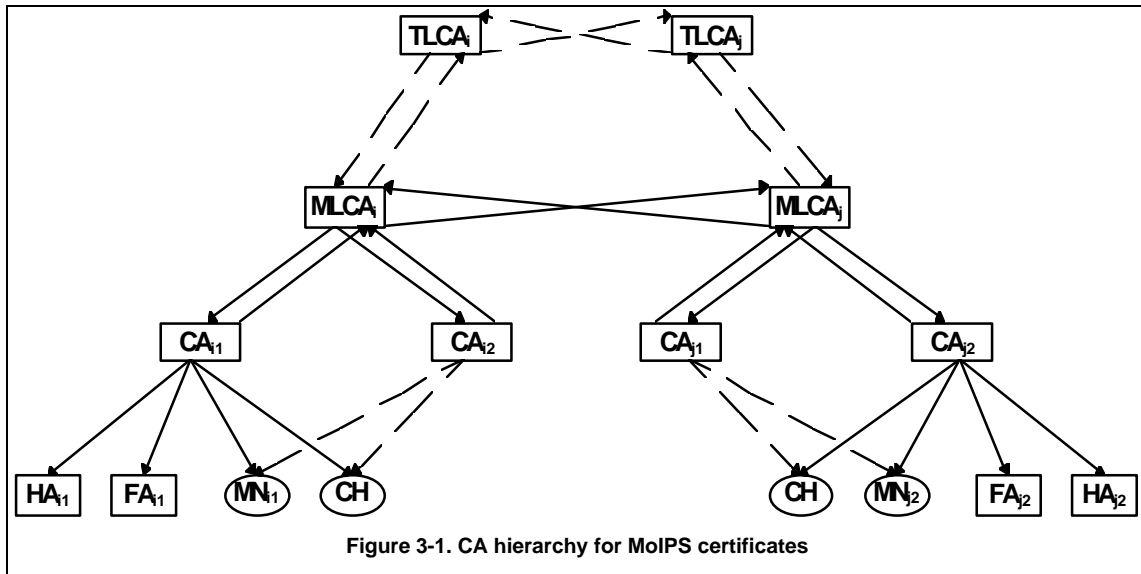 TLCAi TLCAj
MLCAi MLCAj
CAi1 CAi2 CAj1 CAj2
HAi1 FAi1 MNi1 CH CH MNj2 FAj2 HAj2
Figure 3-1. CA hierarchy for MoIPS certificates